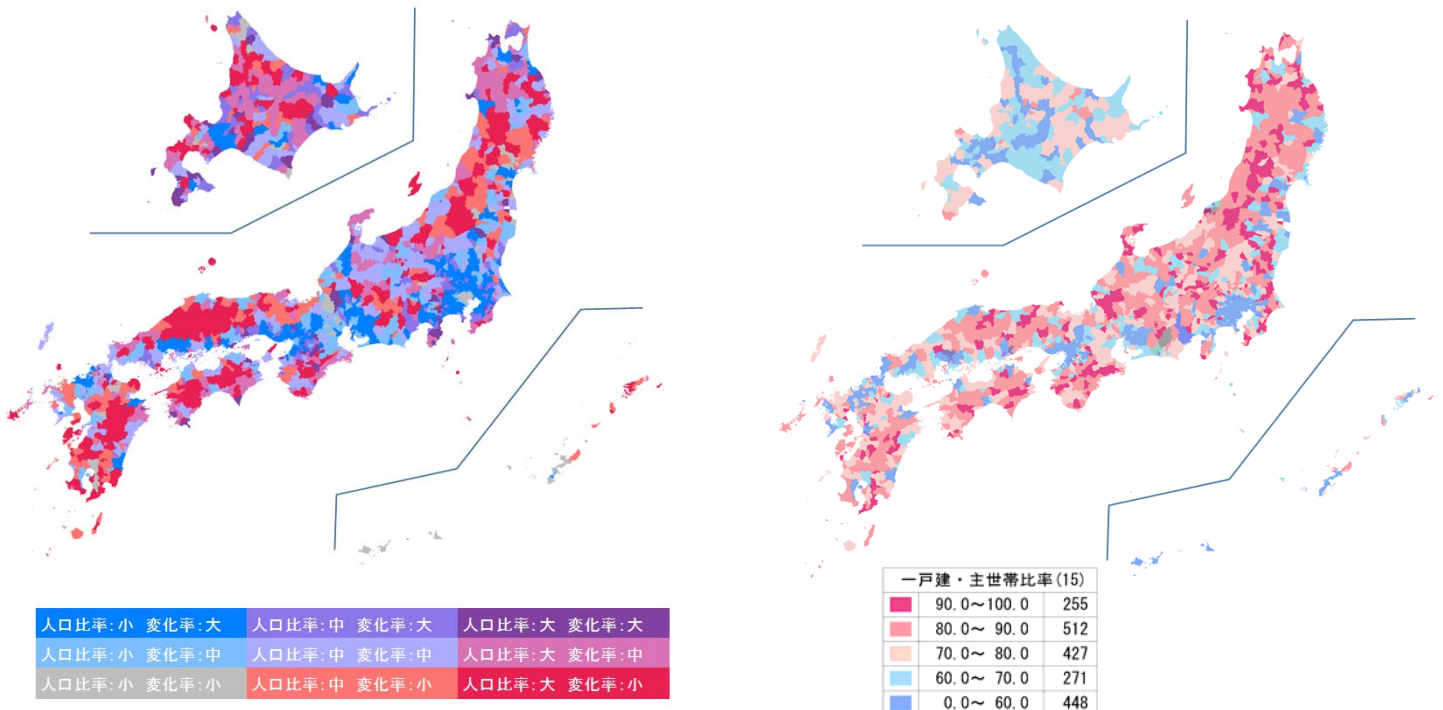 人口比率:小 変化率:大 人口比率:中 変化率:大 人口比率:大 変化率:大
人口比率:小 変化率:中 人口比率:中 変化率:中 人口比率:大 変化率:中
人口比率:小 変化率:小 人口比率:中 変化率:小 人口比率:大 変化率:小
一戸建・主世帯比率(15)
90.0～100.0 255
80.0～ 90.0 512
70.0～ 80.0 427
60.0～ 70.0 271
0.0～ 60.0 448